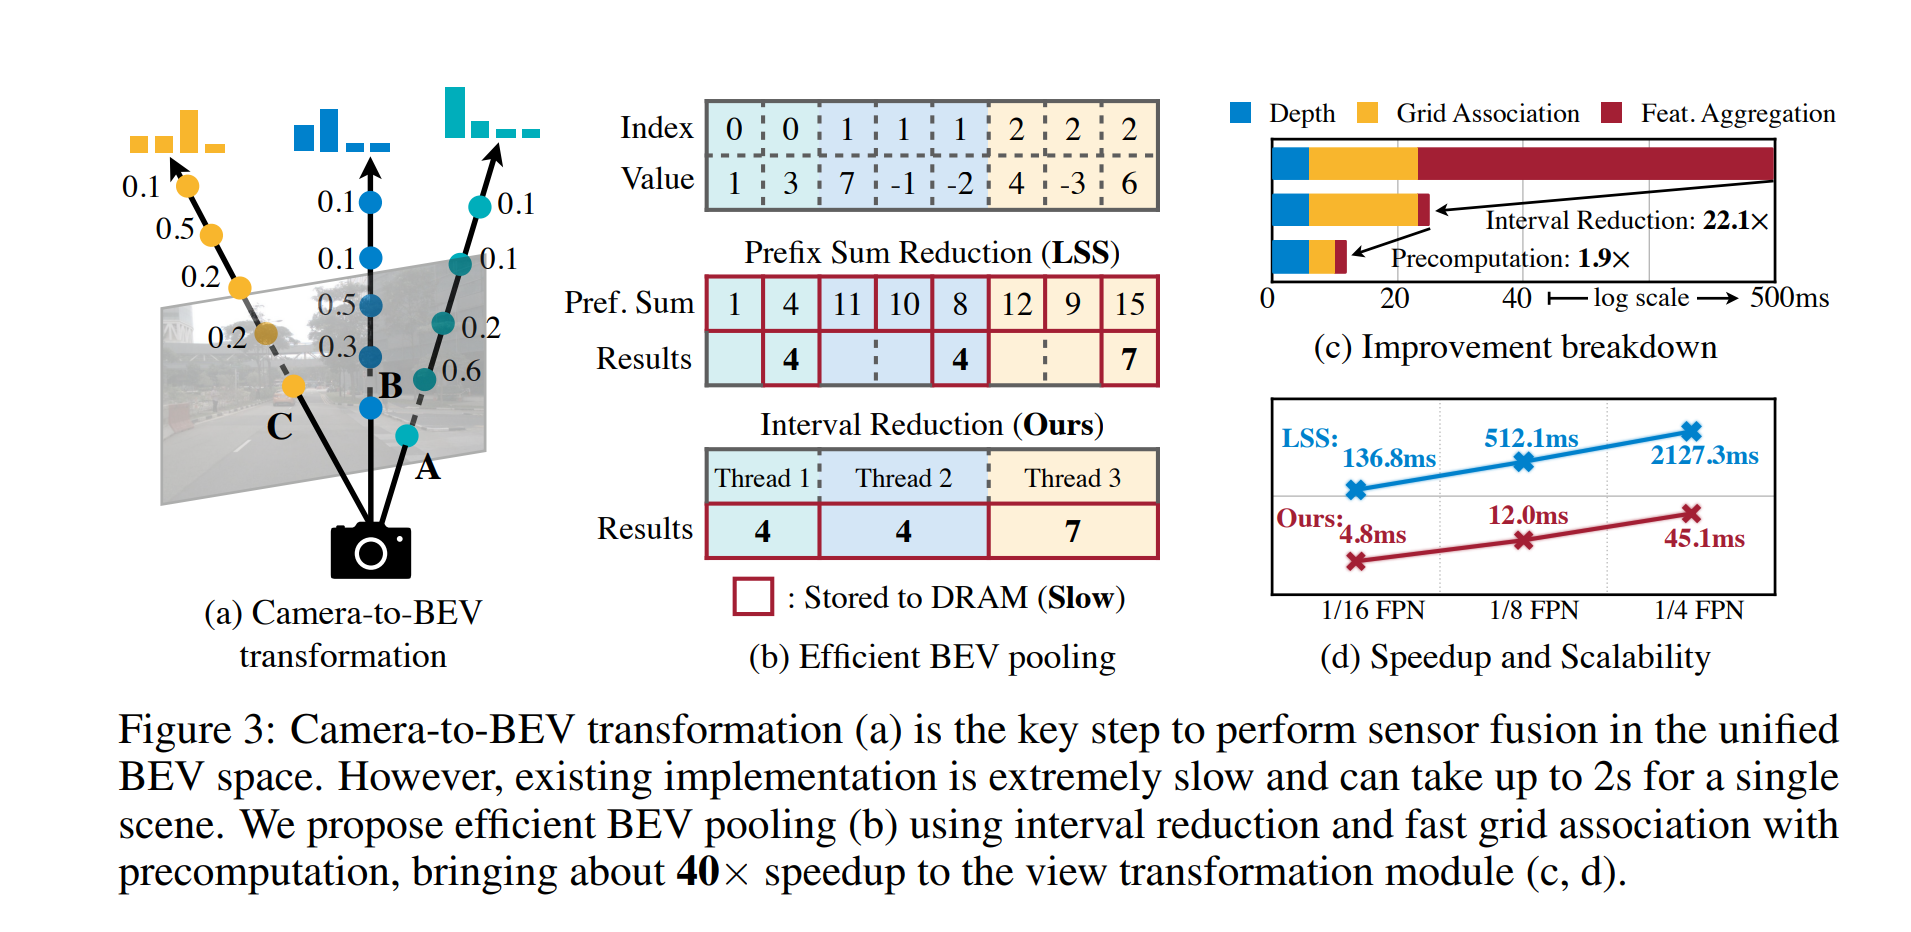 0.1
0.5
0.2
0.2
C
0.1
0.1
0.5
0.3
B
0.1
0.1
0.2
0.6
A
(a) Camera-to-BEV
transformation
Index 0 0 1 1 1 2 2 2
Value 1 3 7 -1 -2 4 -3 6
Prefix Sum Reduction (LSS)
Pref. Sum 1 4 11 10 8 12 9 15
Results 4 4 7
Interval Reduction (Ours)
Thread 1 Thread 2 Thread 3
Results 4 4 7
: Stored to DRAM (Slow)
(b) Efficient BEV pooling
Depth Grid Association Feat. Aggregation
Interval Reduction: 22.1×
Precomputation: 1.9×
0 20 40 log scale 500ms
(c) Improvement breakdown
LSS: 136.8ms 512.1ms 2127.3ms
Ours: 4.8ms 12.0ms 45.1ms
1/16 FPN 1/8 FPN 1/4 FPN
(d) Speedup and Scalability
Figure 3: Camera-to-BEV transformation (a) is the key step to perform sensor fusion in the unified
BEV space. However, existing implementation is extremely slow and can take up to 2s for a single
scene. We propose efficient BEV pooling (b) using interval reduction and fast grid association with
precomputation, bringing about 40× speedup to the view transformation module (c, d).